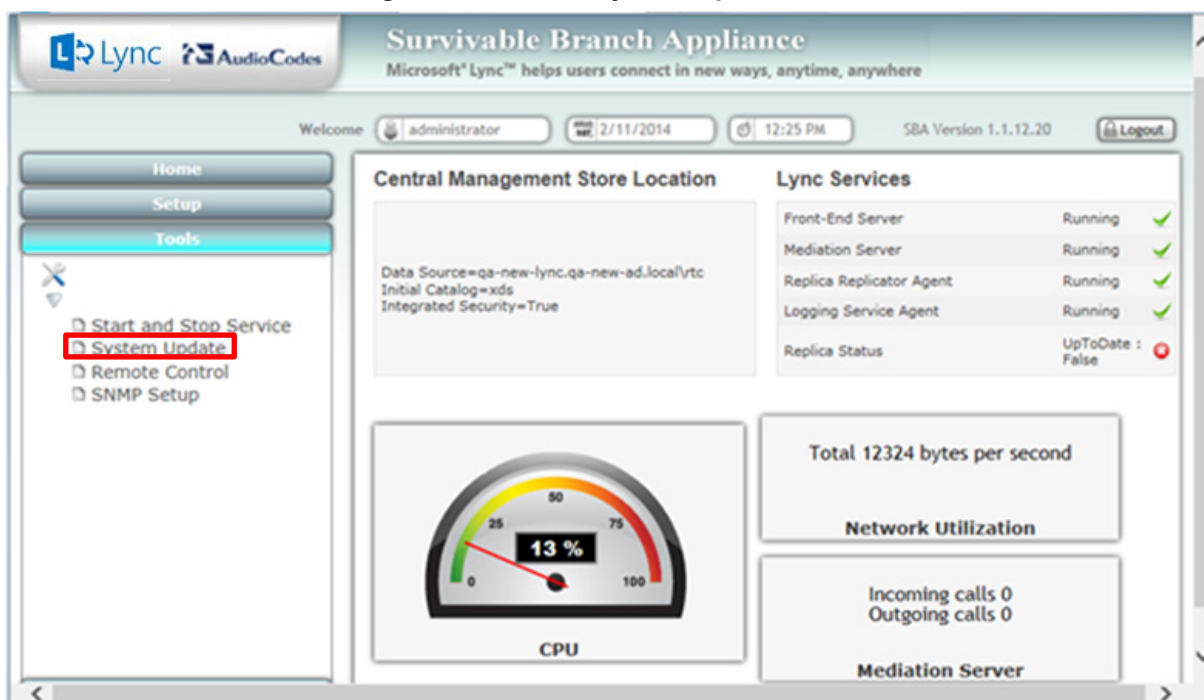 Lync AudioCodes
Survivable Branch Appliance
Microsoft® Lync™ helps users connect in new ways, anytime, anywhere
Welcome administrator 2/11/2014 12:25 PM SBA Version 1.1.12.20 Logout
Home
Setup
Tools
Start and Stop Service
System Update
Remote Control
SNMP Setup
Central Management Store Location
Data Source=qa-new-lync.qa-new-ad.local\rtc
Initial Catalog=xds
Integrated Security=True
Lync Services
Front-End Server Running
Mediation Server Running
Replica Replicator Agent Running
Logging Service Agent Running
Replica Status UpToDate :
False
0
25
50
75
100
13 %
CPU
Total 12324 bytes per second
Network Utilization
Incoming calls 0
Outgoing calls 0
Mediation Server